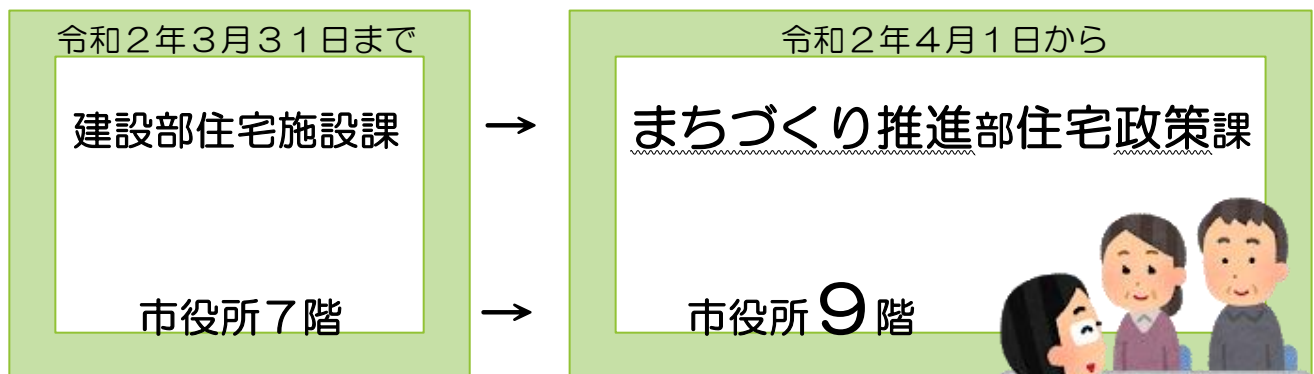 令和２年３月３１日まで
令和２年４月１日から
建設部住宅施設課
→
まちづくり推進部住宅政策課
市役所７階
→
市役所９階